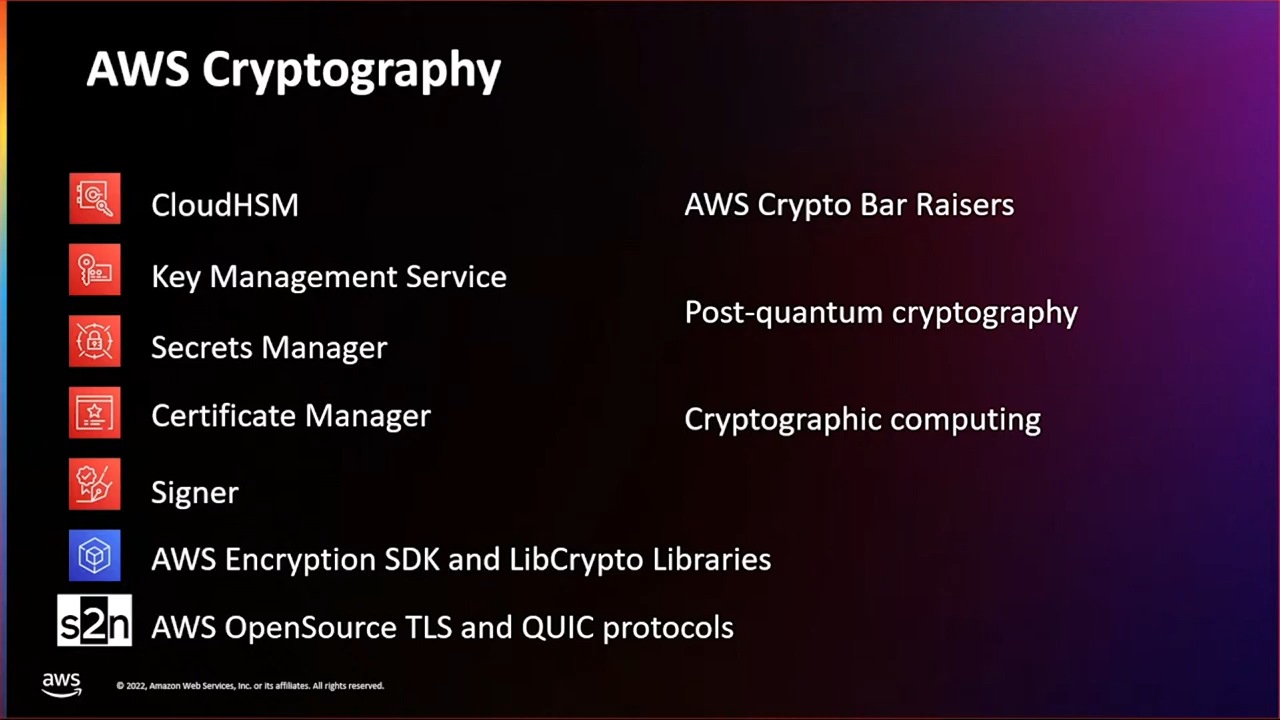 AWS Cryptography
CloudHSM
Key Management Service
Secrets Manager
Certificate Manager
Signer
AWS Encryption SDK and LibCrypto Libraries
s2n
AWS OpenSource TLS and QUIC protocols
AWS Crypto Bar Raisers
Post-quantum cryptography
Cryptographic computing
aws
© 2022, Amazon Web Services, Inc. or its affiliates. All rights reserved.